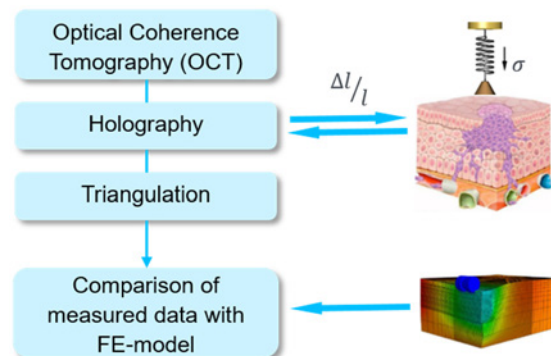 Optical Coherence
Tomography (OCT)
Holography
Δl/l
σ
Triangulation
Comparison of
measured data with
FE-model